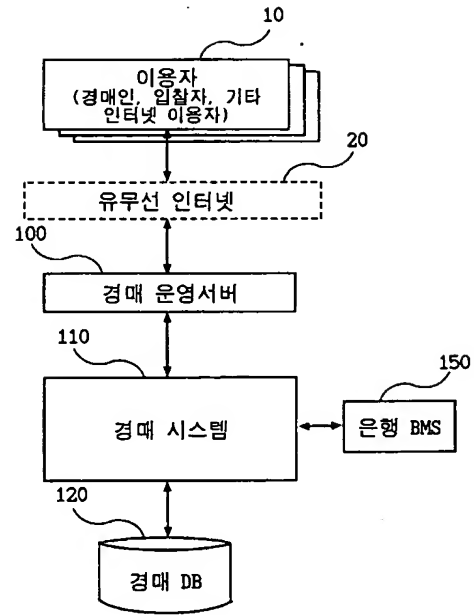 10
이용자
(경매인, 입찰자, 기타
인터넷 이용자)
20
유무선 인터넷
100
경매 운영서버
110
경매 시스템
150
은행 BMS
120
경매 DB